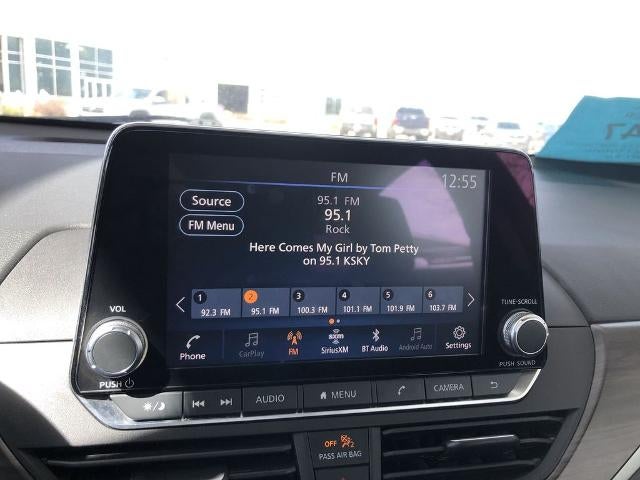 FM
12:55
Source
95.1 FM
95.1
FM Menu
Rock
Here Comes My Girl by Tom Petty
on 95.1 KSKY
1 2 3 4 5 6
92.3 FM 95.1 FM 100.3 FM 101.1 FM 101.9 FM 103.7 FM
VOL
TUNE•SCROLL
sxm
Phone CarPlay FM SiriusXM BT Audio Android Auto Settings
PUSH
PUSH•SOUND
AUDIO MENU CAMERA
OFF 2
PASS AIR BAG